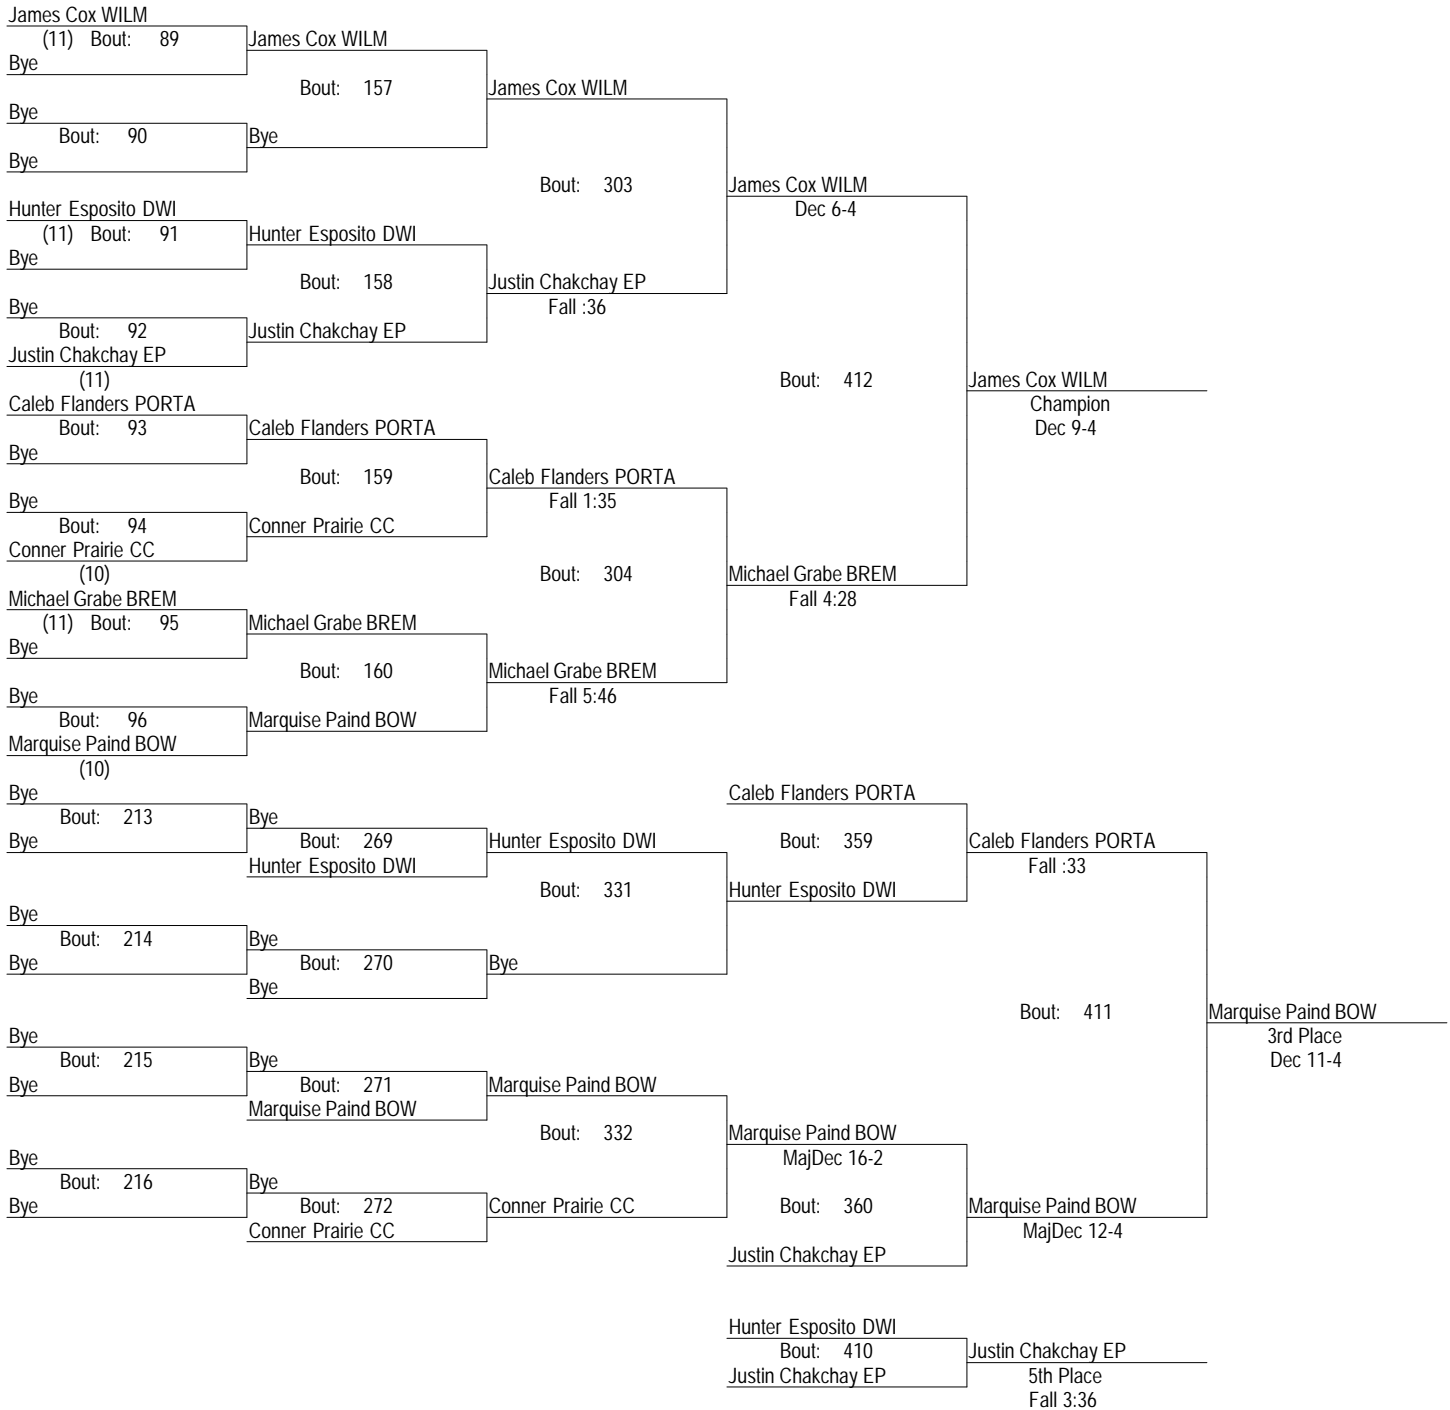 James Cox WILM
(11) Bout: 89
James Cox WILM
Bye
Bout: 157
James Cox WILM
Bye
Bout: 90
Bye
Bye
Bout: 303
James Cox WILM
Dec 6-4
Hunter Esposito DWI
(11) Bout: 91
Hunter Esposito DWI
Bye
Bout: 158
Justin Chakchay EP
Fall :36
Bye
Bout: 92
Justin Chakchay EP
Justin Chakchay EP
(11)
Bout: 412
James Cox WILM
Champion
Dec 9-4
Caleb Flanders PORTA
Bout: 93
Caleb Flanders PORTA
Bye
Bout: 159
Caleb Flanders PORTA
Fall 1:35
Bye
Bout: 94
Conner Prairie CC
Conner Prairie CC
(10)
Bout: 304
Michael Grabe BREM
Fall 4:28
Michael Grabe BREM
(11) Bout: 95
Michael Grabe BREM
Bye
Bout: 160
Michael Grabe BREM
Fall 5:46
Bye
Bout: 96
Marquise Paind BOW
Marquise Paind BOW
(10)
Bye
Bout: 213
Bye
Bye
Bout: 269
Hunter Esposito DWI
Hunter Esposito DWI
Bout: 331
Caleb Flanders PORTA
Bout: 359
Caleb Flanders PORTA
Fall :33
Hunter Esposito DWI
Bye
Bout: 214
Bye
Bye
Bout: 270
Bye
Bye
Bout: 411
Marquise Paind BOW
3rd Place
Dec 11-4
Bye
Bout: 215
Bye
Bye
Bout: 271
Marquise Paind BOW
Marquise Paind BOW
Bout: 332
Marquise Paind BOW
MajDec 16-2
Bye
Bout: 216
Bye
Bye
Bout: 272
Conner Prairie CC
Conner Prairie CC
Bout: 360
Marquise Paind BOW
MajDec 12-4
Justin Chakchay EP
Hunter Esposito DWI
Bout: 410
Justin Chakchay EP
Justin Chakchay EP
5th Place
Fall 3:36